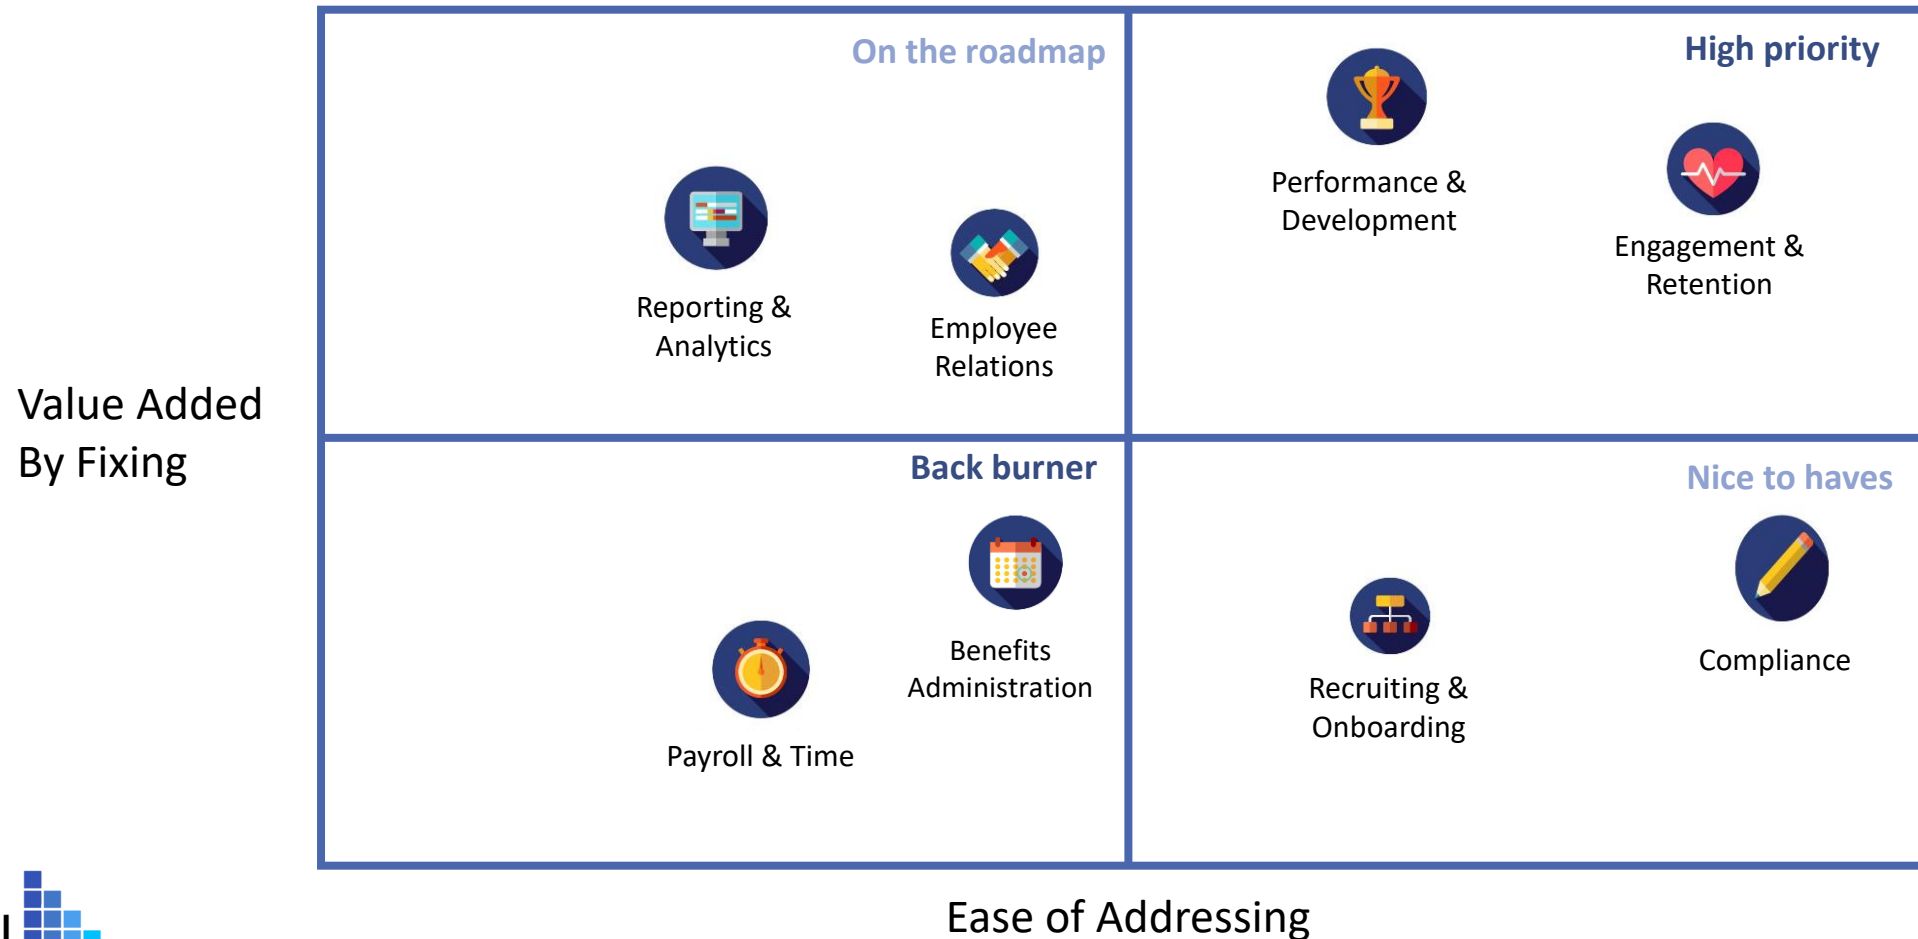 On the roadmap
High priority
Performance &
Development
Engagement &
Retention
Reporting &
Analytics
Employee
Relations
Value Added
By Fixing
Back burner
Nice to haves
Benefits
Administration
Payroll & Time
Recruiting &
Onboarding
Compliance
Ease of Addressing